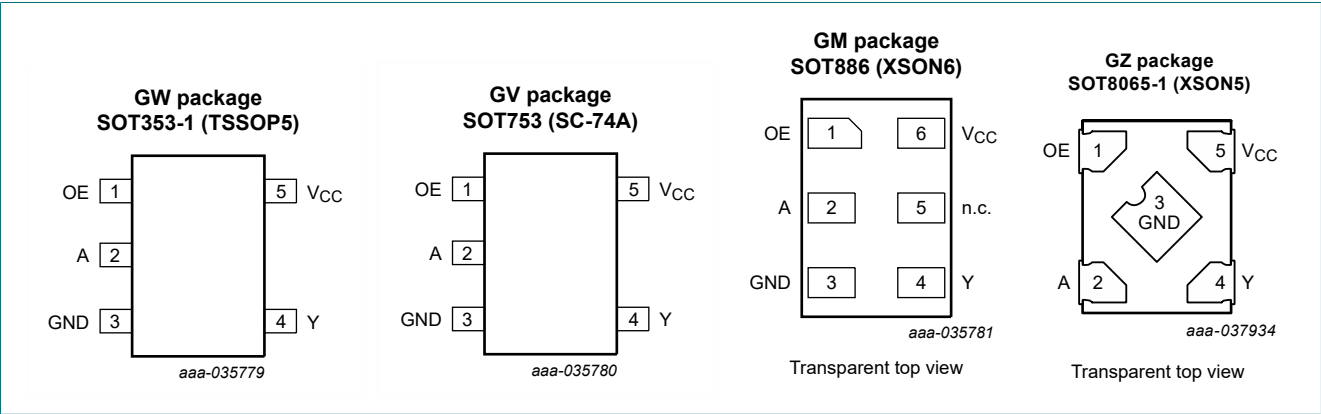 GW package
SOT353-1 (TSSOP5)
OE 1
5 VCC
A 2
GND 3
4 Y
aaa-035779
GV package
SOT753 (SC-74A)
OE 1
5 VCC
A 2
GND 3
4 Y
aaa-035780
GM package
SOT886 (XSON6)
OE 1 6 VCC
A 2 5 n.c.
GND 3 4 Y
aaa-035781
Transparent top view
GZ package
SOT8065-1 (XSON5)
OE 1 5 VCC
3
GND
A 2 4 Y
aaa-037934
Transparent top view